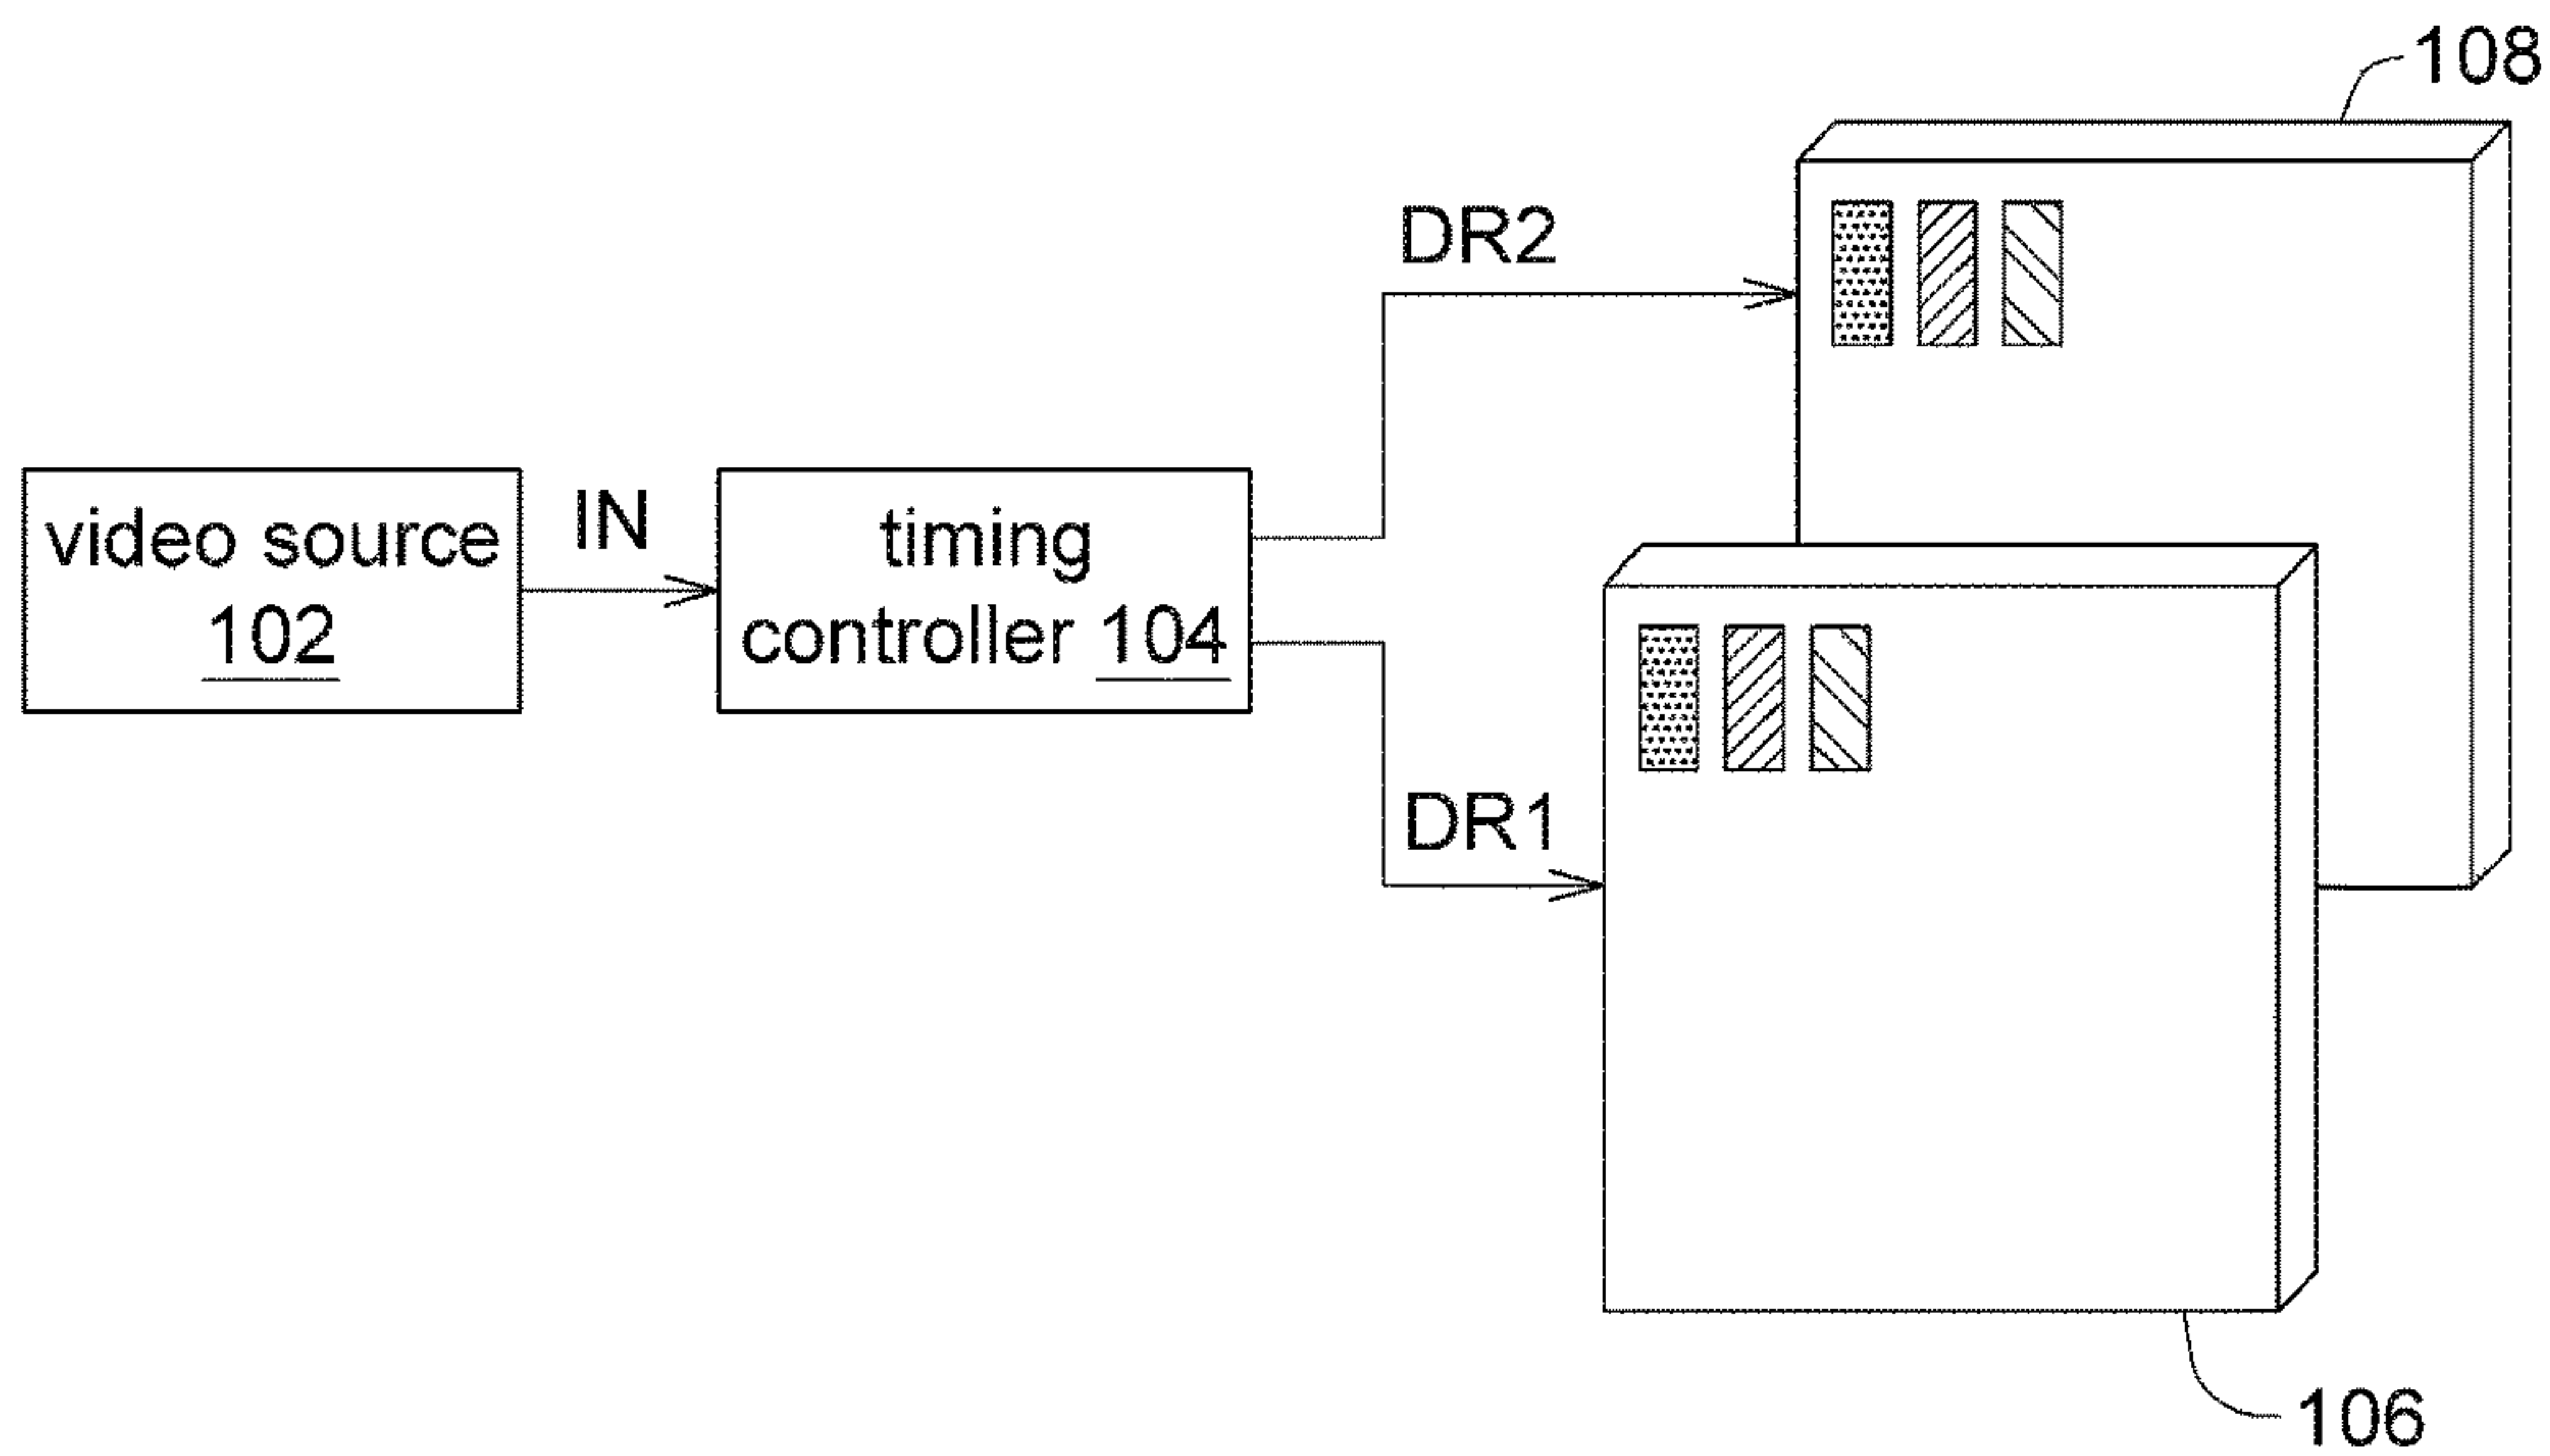 108
DR2
video source
102
IN
timing
controller 104
DR1
106